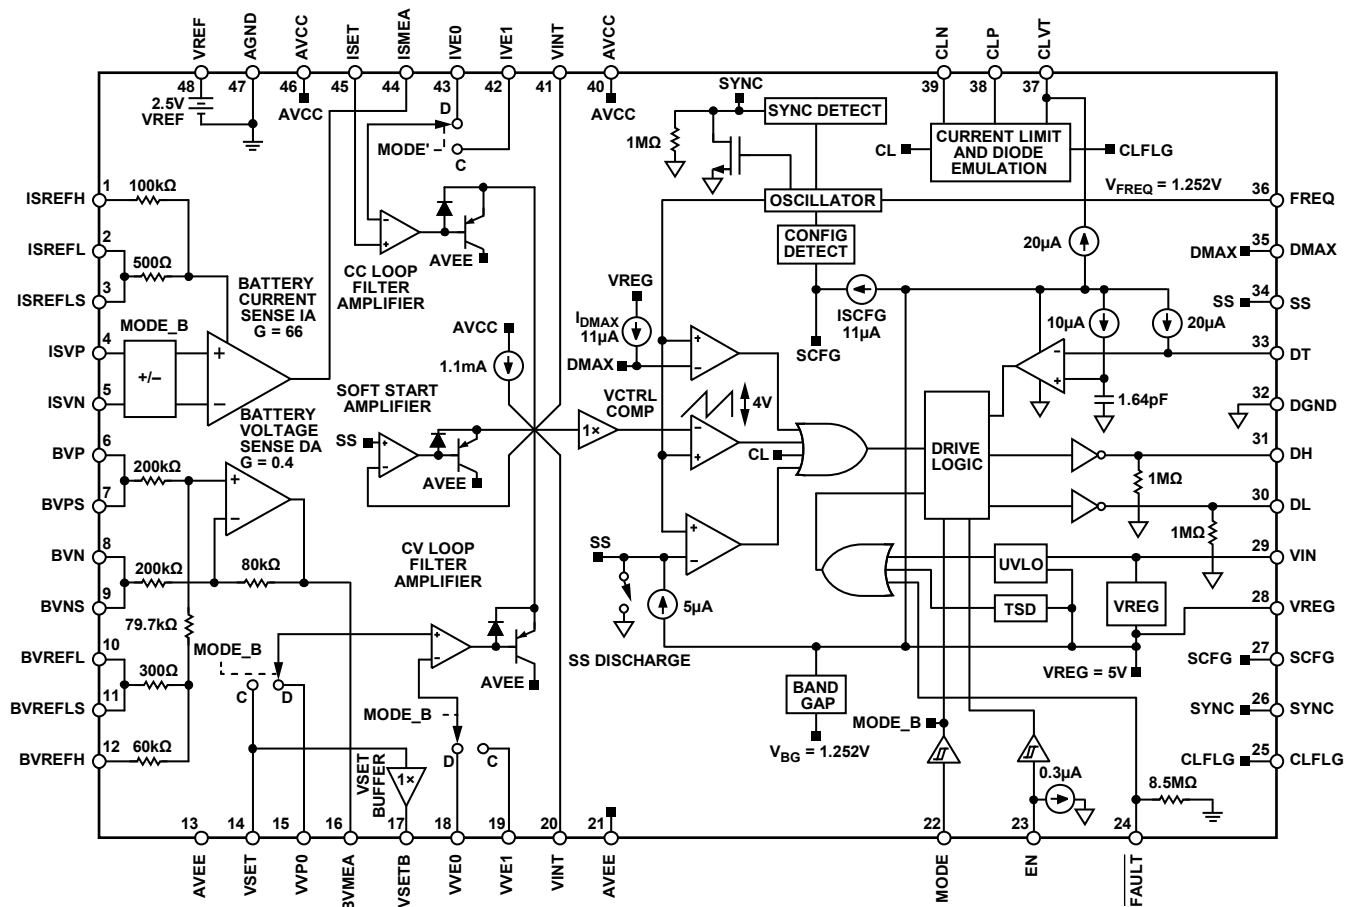 VREF
AGND
AVCC
ISET
ISMEA
IVE0
IVE1
VINT
AVCC
CLN
CLP
CLVT
48
47
46
45
44
43
42
41
40
39
38
37
2.5V
VREF
AVCC
D
MODE'
C
AVCC
SYNC
SYNC DETECT
1MΩ
CL
CURRENT LIMIT
AND DIODE
EMULATION
CLFLG
1
ISREFH
100kΩ
2
ISREFL
500Ω
3
ISREFLS
BATTERY
CURRENT
SENSE IA
G = 66
4
ISVP
MODE_B
+/–
5
ISVN
+
–
BATTERY
VOLTAGE
SENSE DA
G = 0.4
6
BVP
200kΩ
7
BVPS
+
–
8
BVN
200kΩ
80kΩ
9
BVNS
79.7kΩ
10
BVREFL
300Ω
11
BVREFLS
12
BVREFH
60kΩ
–
+
AVEE
CC LOOP
FILTER
AMPLIFIER
AVCC
1.1mA
SOFT START
AMPLIFIER
SS
+
–
AVEE
CV LOOP
FILTER
AMPLIFIER
+
–
AVEE
MODE_B
C
D
MODE_B
D
C
VSET
BUFFER
1×
OSCILLATOR
CONFIG
DETECT
VREG
IDMAX
11µA
DMAX
ISCFG
11µA
SCFG
+
–
VCTRL
COMP
4V
1×
–
+
CL
+
–
SS
5µA
SS DISCHARGE
VFREQ = 1.252V
20µA
10µA
20µA
–
+
1.64pF
DRIVE
LOGIC
1MΩ
1MΩ
UVLO
TSD
VREG
VREG = 5V
BAND
GAP
VBG = 1.252V
MODE_B
0.3µA
8.5MΩ
36
FREQ
DMAX
35
DMAX
SS
34
SS
33
DT
32
DGND
31
DH
30
DL
29
VIN
28
VREG
SCFG
27
SCFG
SYNC
26
SYNC
CLFLG
25
CLFLG
13
14
15
16
17
18
19
20
21
22
23
24
AVEE
VSET
VVP0
BVMEA
VSETB
VVE0
VVE1
VINT
AVEE
MODE
EN
FAULT